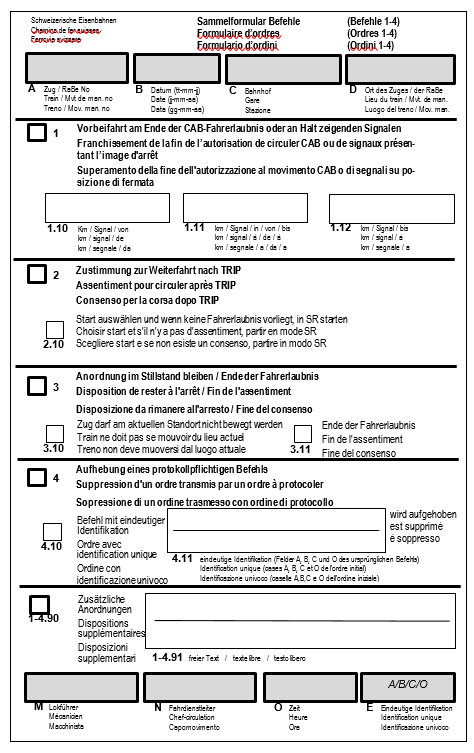 Schweizerische Eisenbahnen
Chemins de fer suisses
Ferrovie svizzere
Sammelformular Befehle
Formulaire d'ordres
Formulario d'ordini
(Befehle 1-4)
(Ordres 1-4)
(Ordini 1-4)
A Zug / RaBe No
Train / Mvt de man. no
Treno / Mov. man. no
B Datum (tt-mm-jj)
Date (jj-mm-aa)
Data (gg-mm-aa)
C Bahnhof
Gare
Stazione
D Ort des Zuges / der RaBe
Lieu du train / Mvt. de man.
Luogo del treno / Mov. man.
1 Vorbeifahrt am Ende der CAB-Fahrerlaubnis oder an Halt zeigenden Signalen
Franchissement de la fin de l'autorisation de circuler CAB ou de signaux présen-
tant l'image d'arrêt
Superamento della fine dell'autorizzazione al movimento CAB o di segnali su po-
sizione di fermata
1.10 Km / Signal / von
km / signal / de
km / segnale / da
1.11 km / Signal / in / von / bis
km / signal / à / de / à
km / segnale / a / da / a
1.12 km / Signal / bis
km / signal / à
km / segnale / a
2 Zustimmung zur Weiterfahrt nach TRIP
Assentiment pour circuler après TRIP
Consenso per la corsa dopo TRIP
2.10 Start auswählen und wenn keine Fahrerlaubnis vorliegt, in SR starten
Choisir start et s'il n'y a pas d'assentiment, partir en mode SR
Scegliere start e se non esiste un consenso, partire in modo SR
3 Anordnung im Stillstand bleiben / Ende der Fahrerlaubnis
Disposition de rester à l'arrêt / Fin de l'assentiment
Disposizione da rimanere all'arresto / Fine del consenso
3.10 Zug darf am aktuellen Standort nicht bewegt werden
Train ne doit pas se mouvoir du lieu actuel
Treno non deve muoversi dal luogo attuale
3.11 Ende der Fahrerlaubnis
Fin de l'assentiment
Fine del consenso
4 Aufhebung eines protokollpflichtigen Befehls
Suppression d'un ordre transmis par un ordre à protocoler
Sopressione di un ordine trasmesso con ordine di protocollo
4.10 Befehl mit eindeutiger
Identifikation
Ordre avec
identification unique
Ordine con
identificazione univoco
wird aufgehoben
est supprimé
è soppresso
4.11 eindeutige Identifikation (Felder A, B, C und O des ursprünglichen Befehls)
Identification unique (cases A, B, C et O de l'ordre initial)
Identificazione univoco (caselle A,B,C e O dell'ordine iniziale)
1-4.90 Zusätzliche
Anordnungen
Dispositions
supplémentaires
Disposizioni
supplementari
1-4.91 freier Text / texte libre / testo libero
A/B/C/O
M Lokführer
Mécanicien
Macchinista
N Fahrdienstleiter
Chef-circulation
Capomovimento
O Zeit
Heure
Ora
E Eindeutige Identifikation
Identification unique
Identificazione univoco